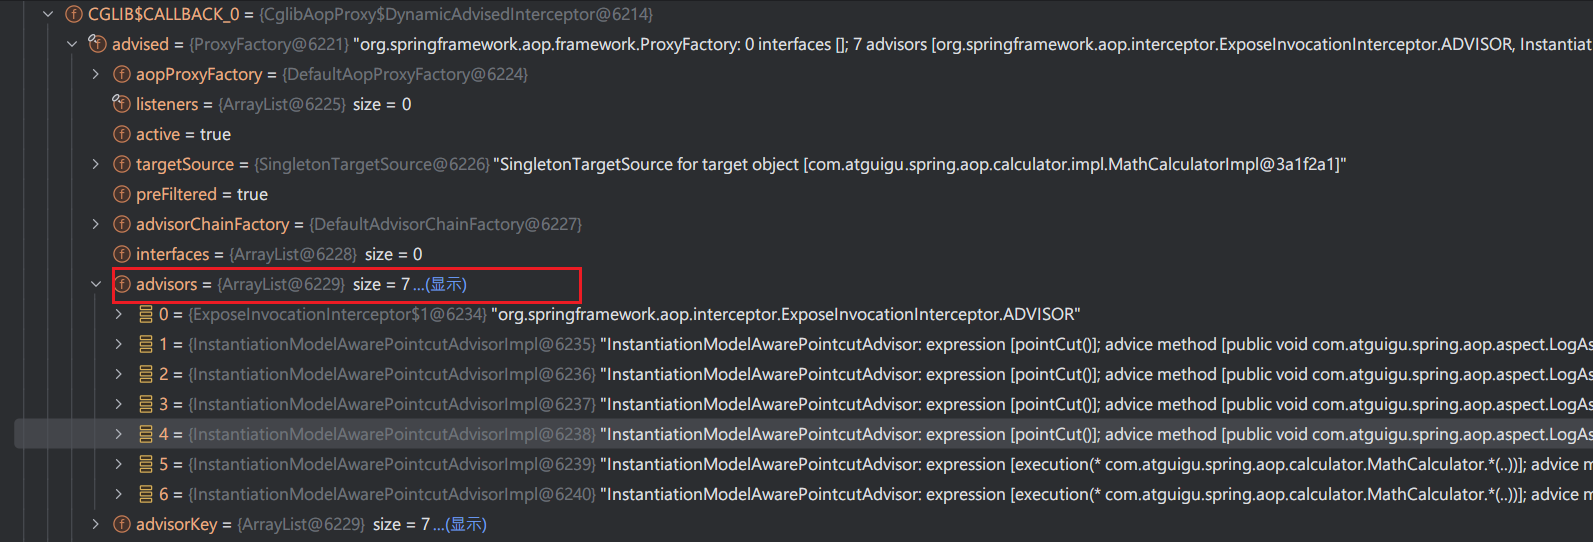 CGLIB$CALLBACK_0 = {CglibAopProxy$DynamicAdvisedInterceptor@6214}
advised = {ProxyFactory@6221} "org.springframework.aop.framework.ProxyFactory: 0 interfaces []; 7 advisors [org.springframework.aop.interceptor.ExposeInvocationInterceptor.ADVISOR, Instantiat
aopProxyFactory = {DefaultAopProxyFactory@6224}
listeners = {ArrayList@6225} size = 0
active = true
targetSource = {SingletonTargetSource@6226} "SingletonTargetSource for target object [com.atguigu.spring.aop.calculator.impl.MathCalculatorImpl@3a1f2a1]"
preFiltered = true
advisorChainFactory = {DefaultAdvisorChainFactory@6227}
interfaces = {ArrayList@6228} size = 0
advisors = {ArrayList@6229} size = 7 ...(显示)
0 = {ExposeInvocationInterceptor$1@6234} "org.springframework.aop.interceptor.ExposeInvocationInterceptor.ADVISOR"
1 = {InstantiationModelAwarePointcutAdvisorImpl@6235} "InstantiationModelAwarePointcutAdvisor: expression [pointCut()]; advice method [public void com.atguigu.spring.aop.aspect.LogAs
2 = {InstantiationModelAwarePointcutAdvisorImpl@6236} "InstantiationModelAwarePointcutAdvisor: expression [pointCut()]; advice method [public void com.atguigu.spring.aop.aspect.LogAs
3 = {InstantiationModelAwarePointcutAdvisorImpl@6237} "InstantiationModelAwarePointcutAdvisor: expression [pointCut()]; advice method [public void com.atguigu.spring.aop.aspect.LogAs
4 = {InstantiationModelAwarePointcutAdvisorImpl@6238} "InstantiationModelAwarePointcutAdvisor: expression [pointCut()]; advice method [public void com.atguigu.spring.aop.aspect.LogAs
5 = {InstantiationModelAwarePointcutAdvisorImpl@6239} "InstantiationModelAwarePointcutAdvisor: expression [execution(* com.atguigu.spring.aop.calculator.MathCalculator.*(..))]; advice m
6 = {InstantiationModelAwarePointcutAdvisorImpl@6240} "InstantiationModelAwarePointcutAdvisor: expression [execution(* com.atguigu.spring.aop.calculator.MathCalculator.*(..))]; advice m
advisorKey = {ArrayList@6229} size = 7 ...(显示)